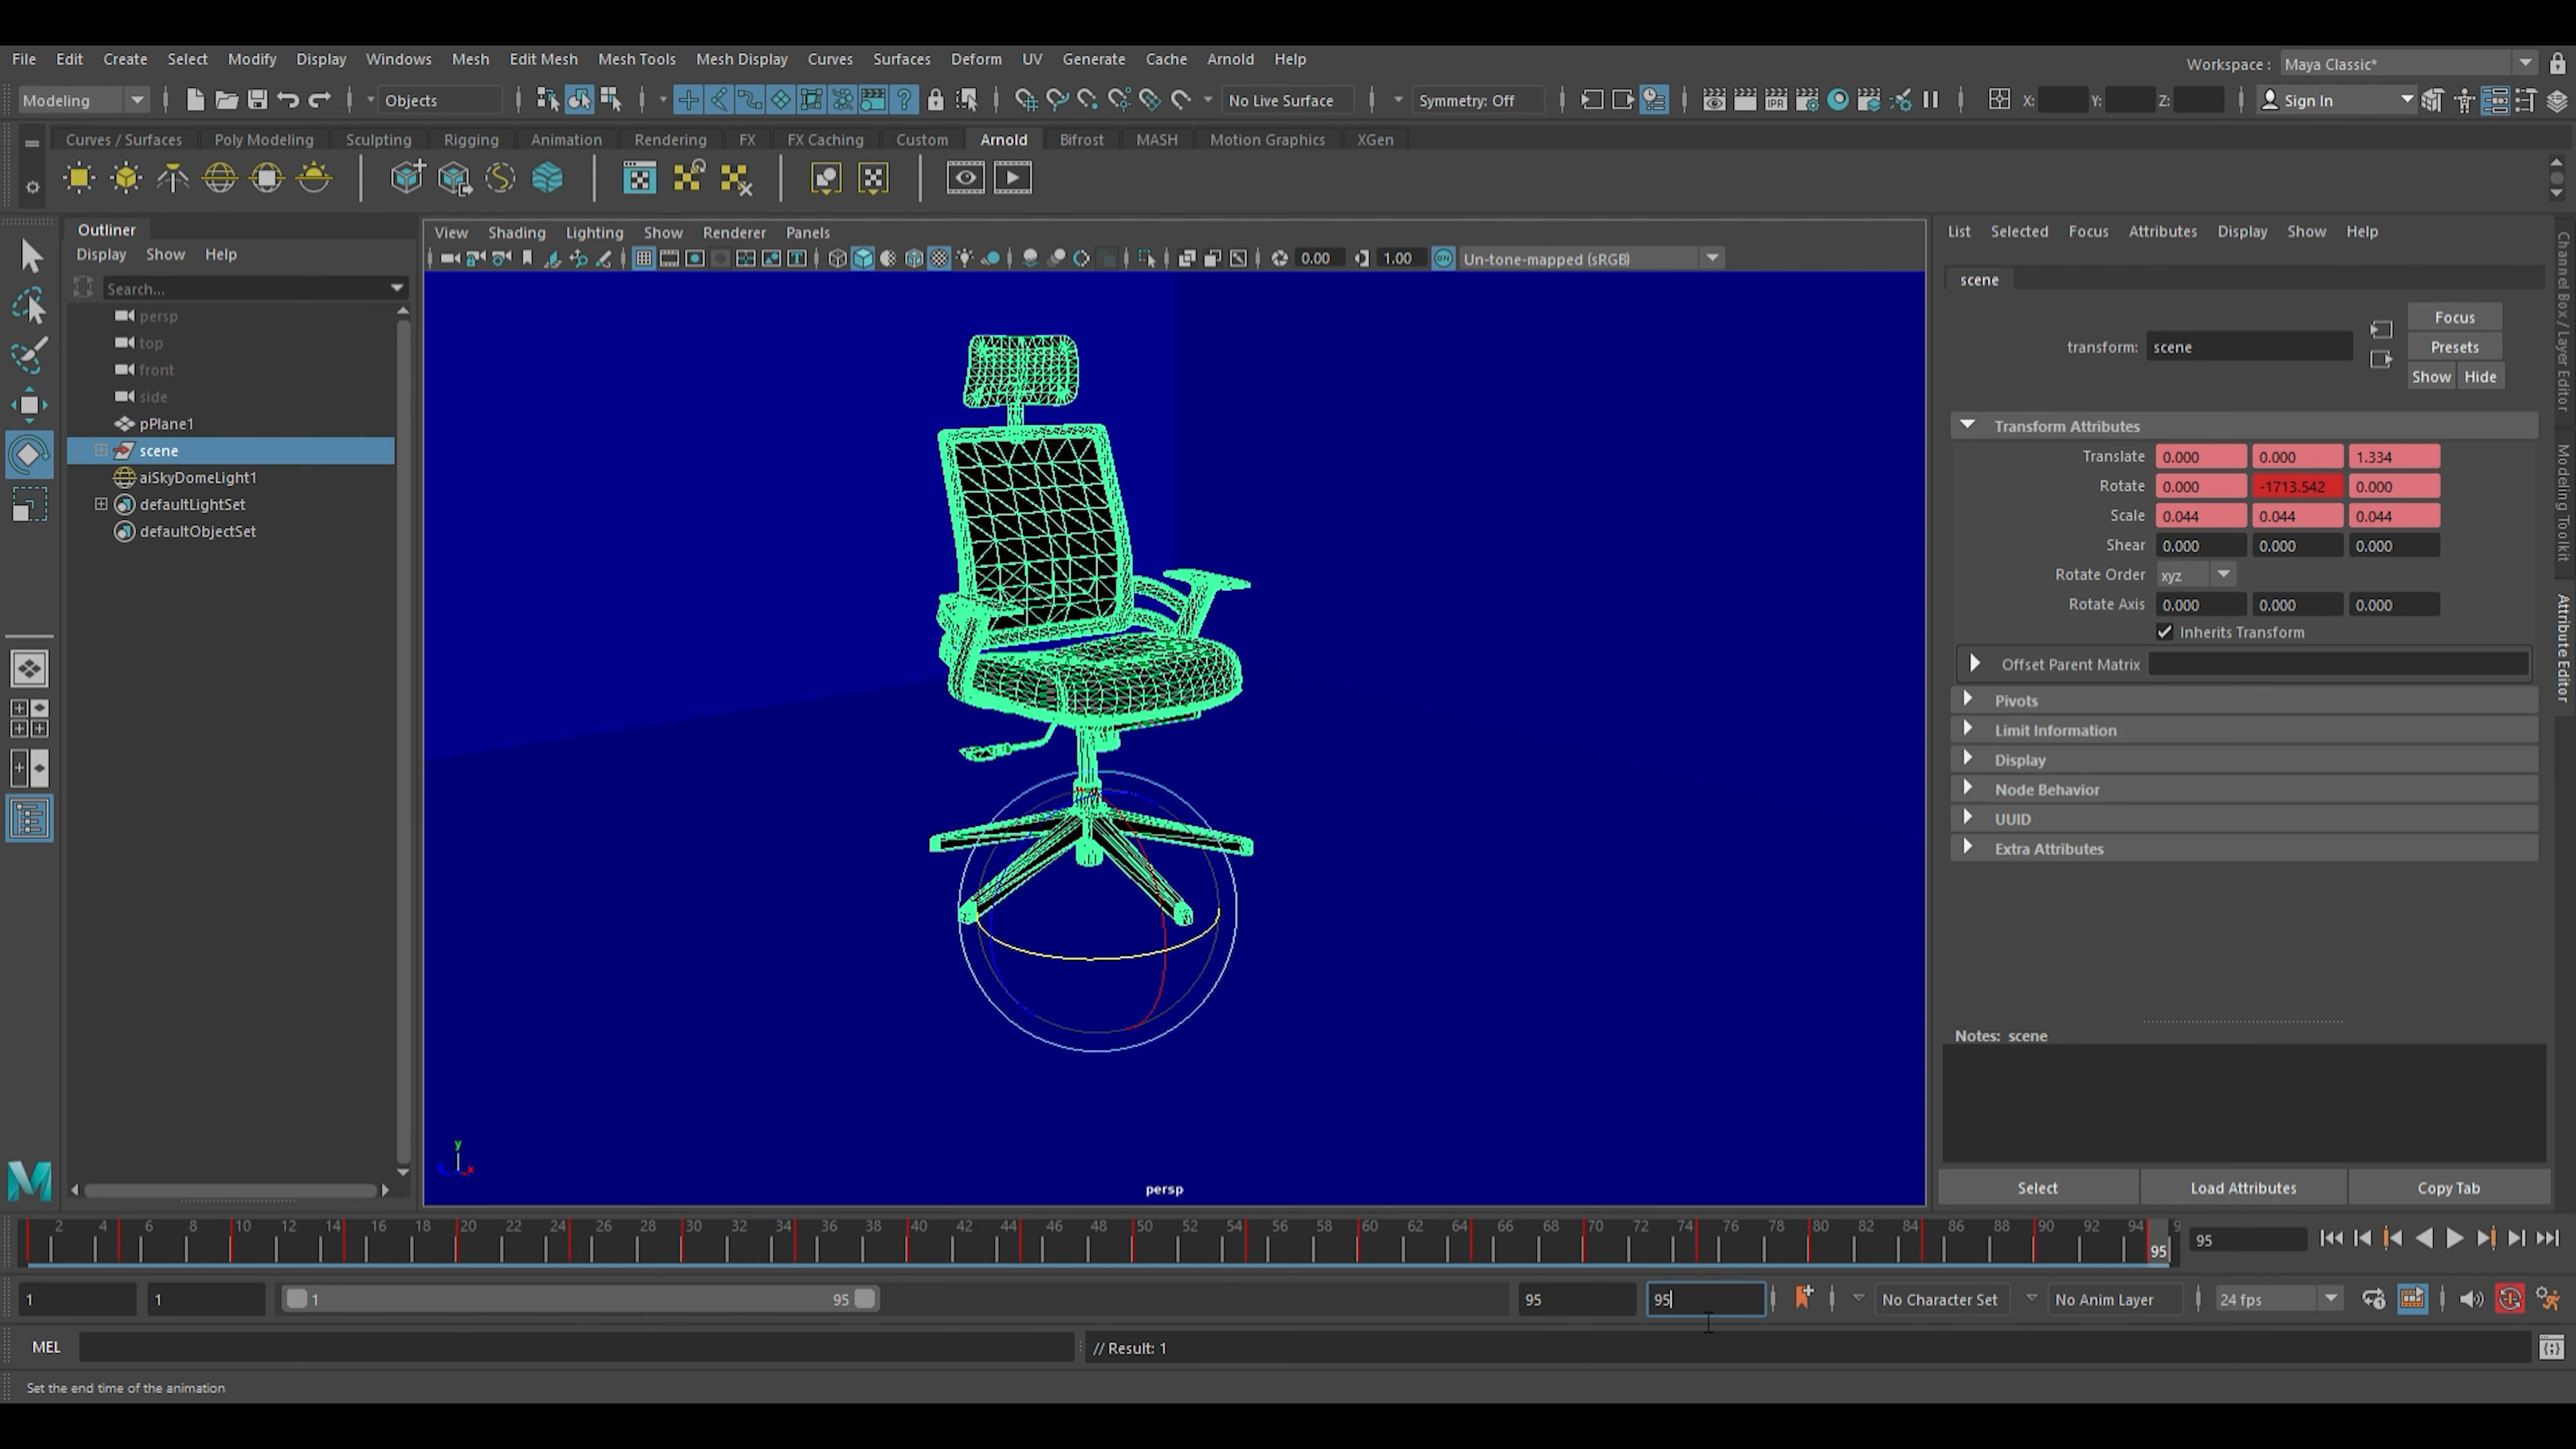 File Edit Create Select Modify Display Windows Mesh Edit Mesh Mesh Tools Mesh Display Curves Surfaces Deform UV Generate Cache Arnold Help
Workspace : Maya Classic*
Modeling Objects No Live Surface Symmetry: Off IPR X: Y: Z: Sign In
Curves / Surfaces Poly Modeling Sculpting Rigging Animation Rendering FX FX Caching Custom Arnold Bifrost MASH Motion Graphics XGen
Outliner
Display Show Help
Search...
persp
top
front
side
pPlane1
scene
aiSkyDomeLight1
defaultLightSet
defaultObjectSet
View Shading Lighting Show Renderer Panels
0.00 1.00 ON Un-tone-mapped (sRGB)
y
x
persp
List Selected Focus Attributes Display Show Help
scene
transform: scene
Focus
Presets
Show Hide
Transform Attributes
Translate 0.000 0.000 1.334
Rotate 0.000 -1713.542 0.000
Scale 0.044 0.044 0.044
Shear 0.000 0.000 0.000
Rotate Order xyz
Rotate Axis 0.000 0.000 0.000
Inherits Transform
Offset Parent Matrix
Pivots
Limit Information
Display
Node Behavior
UUID
Extra Attributes
Notes: scene
Select Load Attributes Copy Tab
Channel Box / Layer Editor
Modeling Toolkit
Attribute Editor
2 4 6 8 10 12 14 16 18 20 22 24 26 28 30 32 34 36 38 40 42 44 46 48 50 52 54 56 58 60 62 64 66 68 70 72 74 76 78 80 82 84 86 88 90 92 94 9
95
95
1 1 1 95 95 95 No Character Set No Anim Layer 24 fps
MEL // Result: 1
Set the end time of the animation